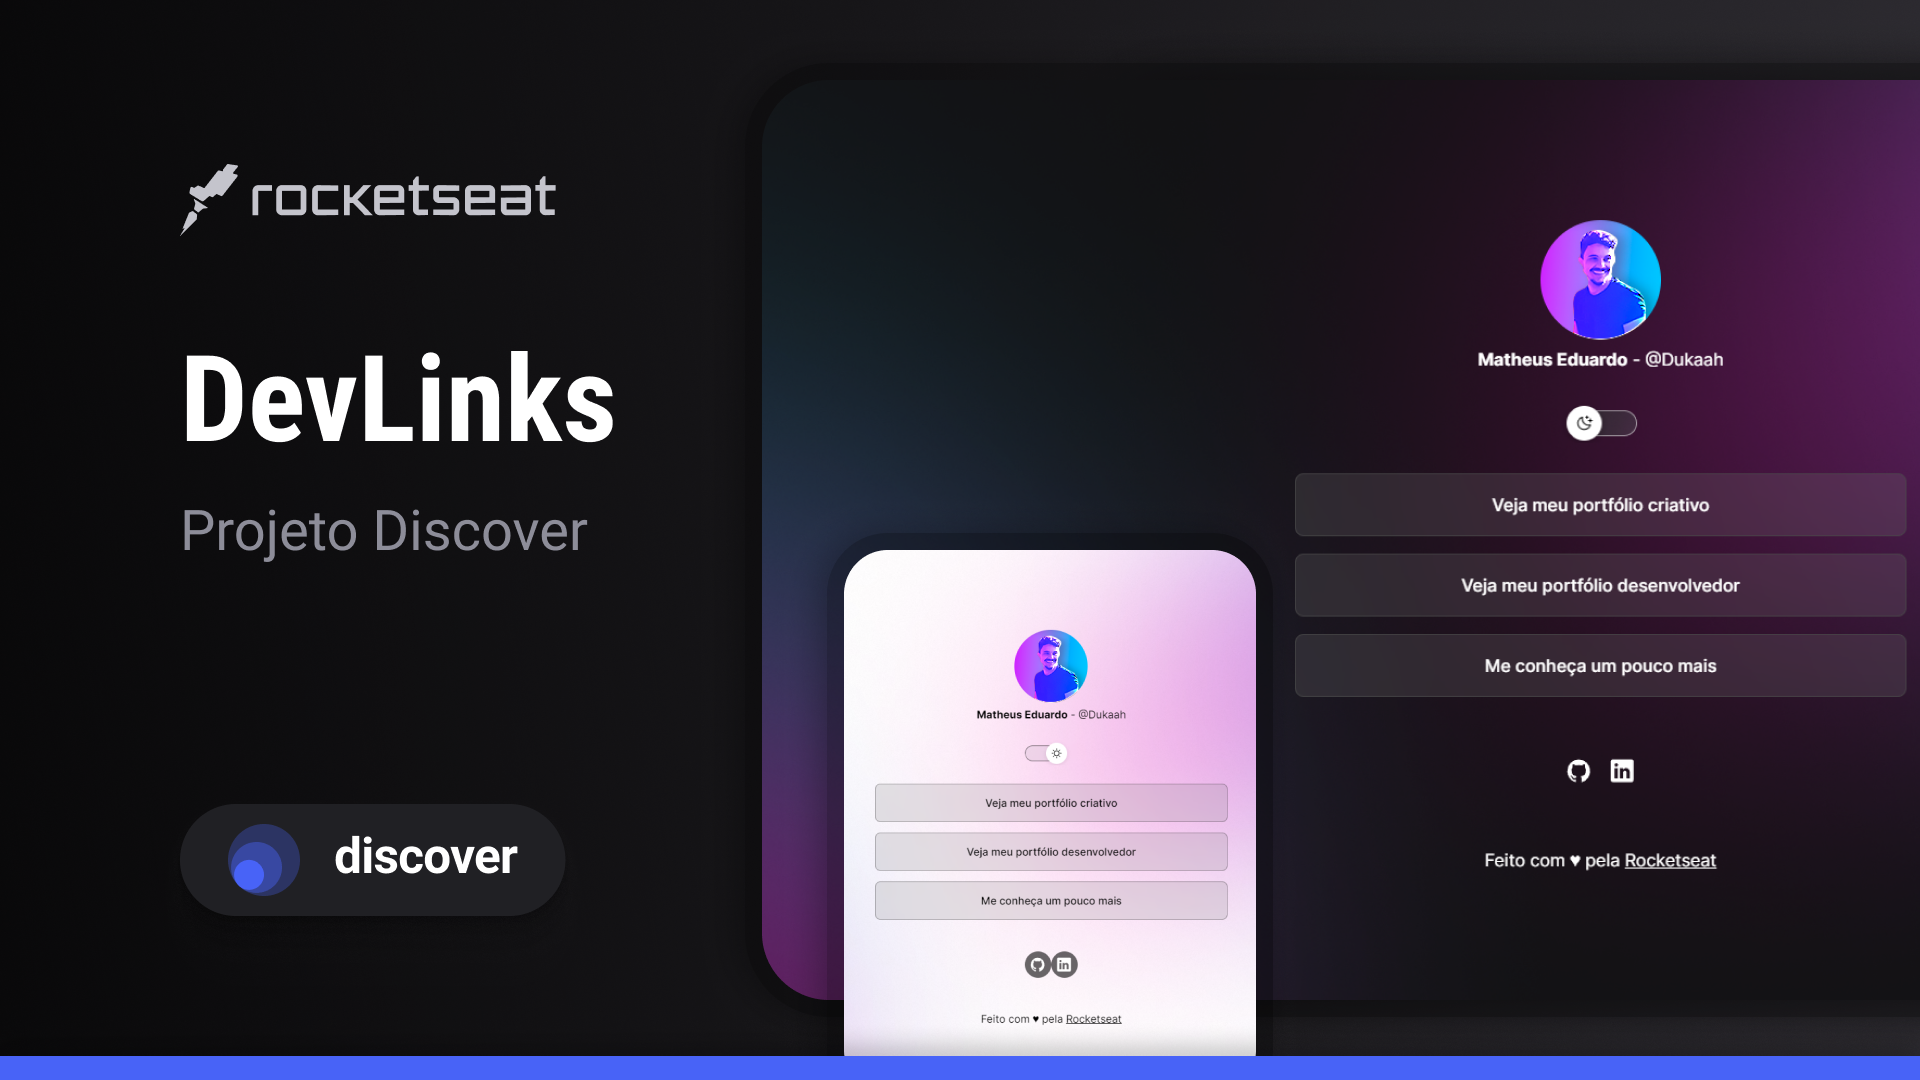 rocketseat
DevLinks
Projeto Discover
discover
Matheus Eduardo - @Dukaah
Veja meu portfólio criativo
Veja meu portfólio desenvolvedor
Me conheça um pouco mais
in
Feito com ♥ pela Rocketseat
Matheus Eduardo - @Dukaah
Veja meu portfólio criativo
Veja meu portfólio desenvolvedor
Me conheça um pouco mais
in
Feito com ♥ pela Rocketseat